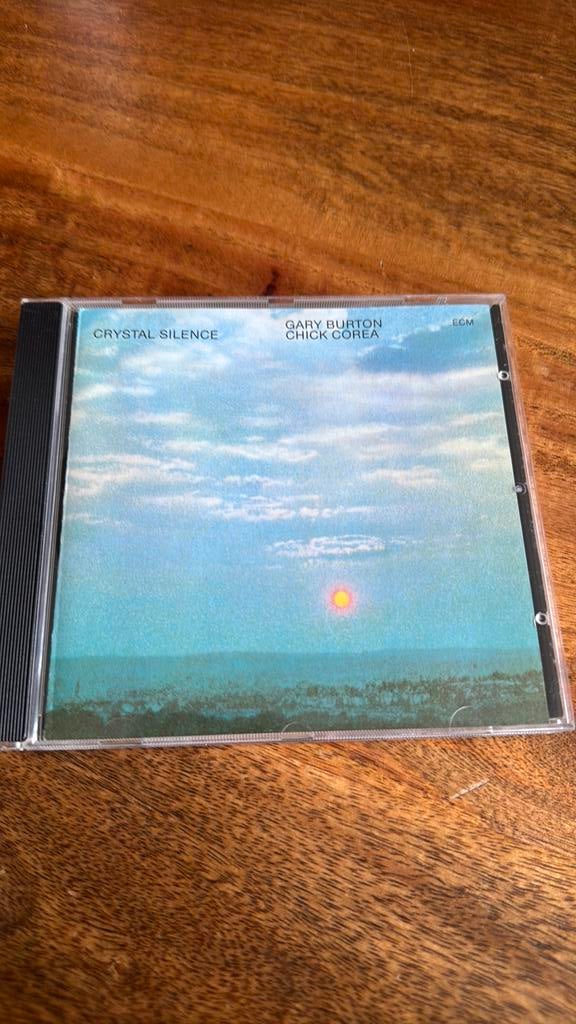 CRYSTAL SILENCE
GARY BURTON
CHICK COREA
ECM